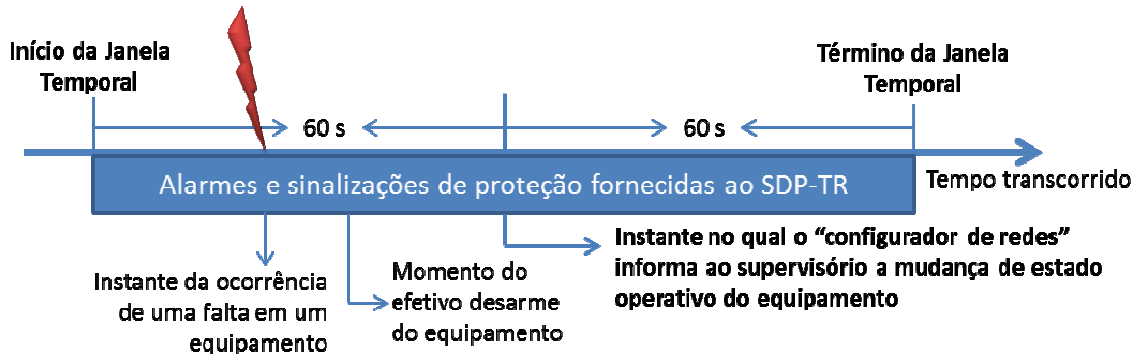 Início da Janela
Temporal
Término da Janela
Temporal
60 s
60 s
Alarmes e sinalizações de proteção fornecidas ao SDP-TR
Tempo transcorrido
Instante da ocorrência
de uma falta em um
equipamento
Momento do
efetivo desarme
do equipamento
Instante no qual o “configurador de redes”
informa ao supervisório a mudança de estado
operativo do equipamento